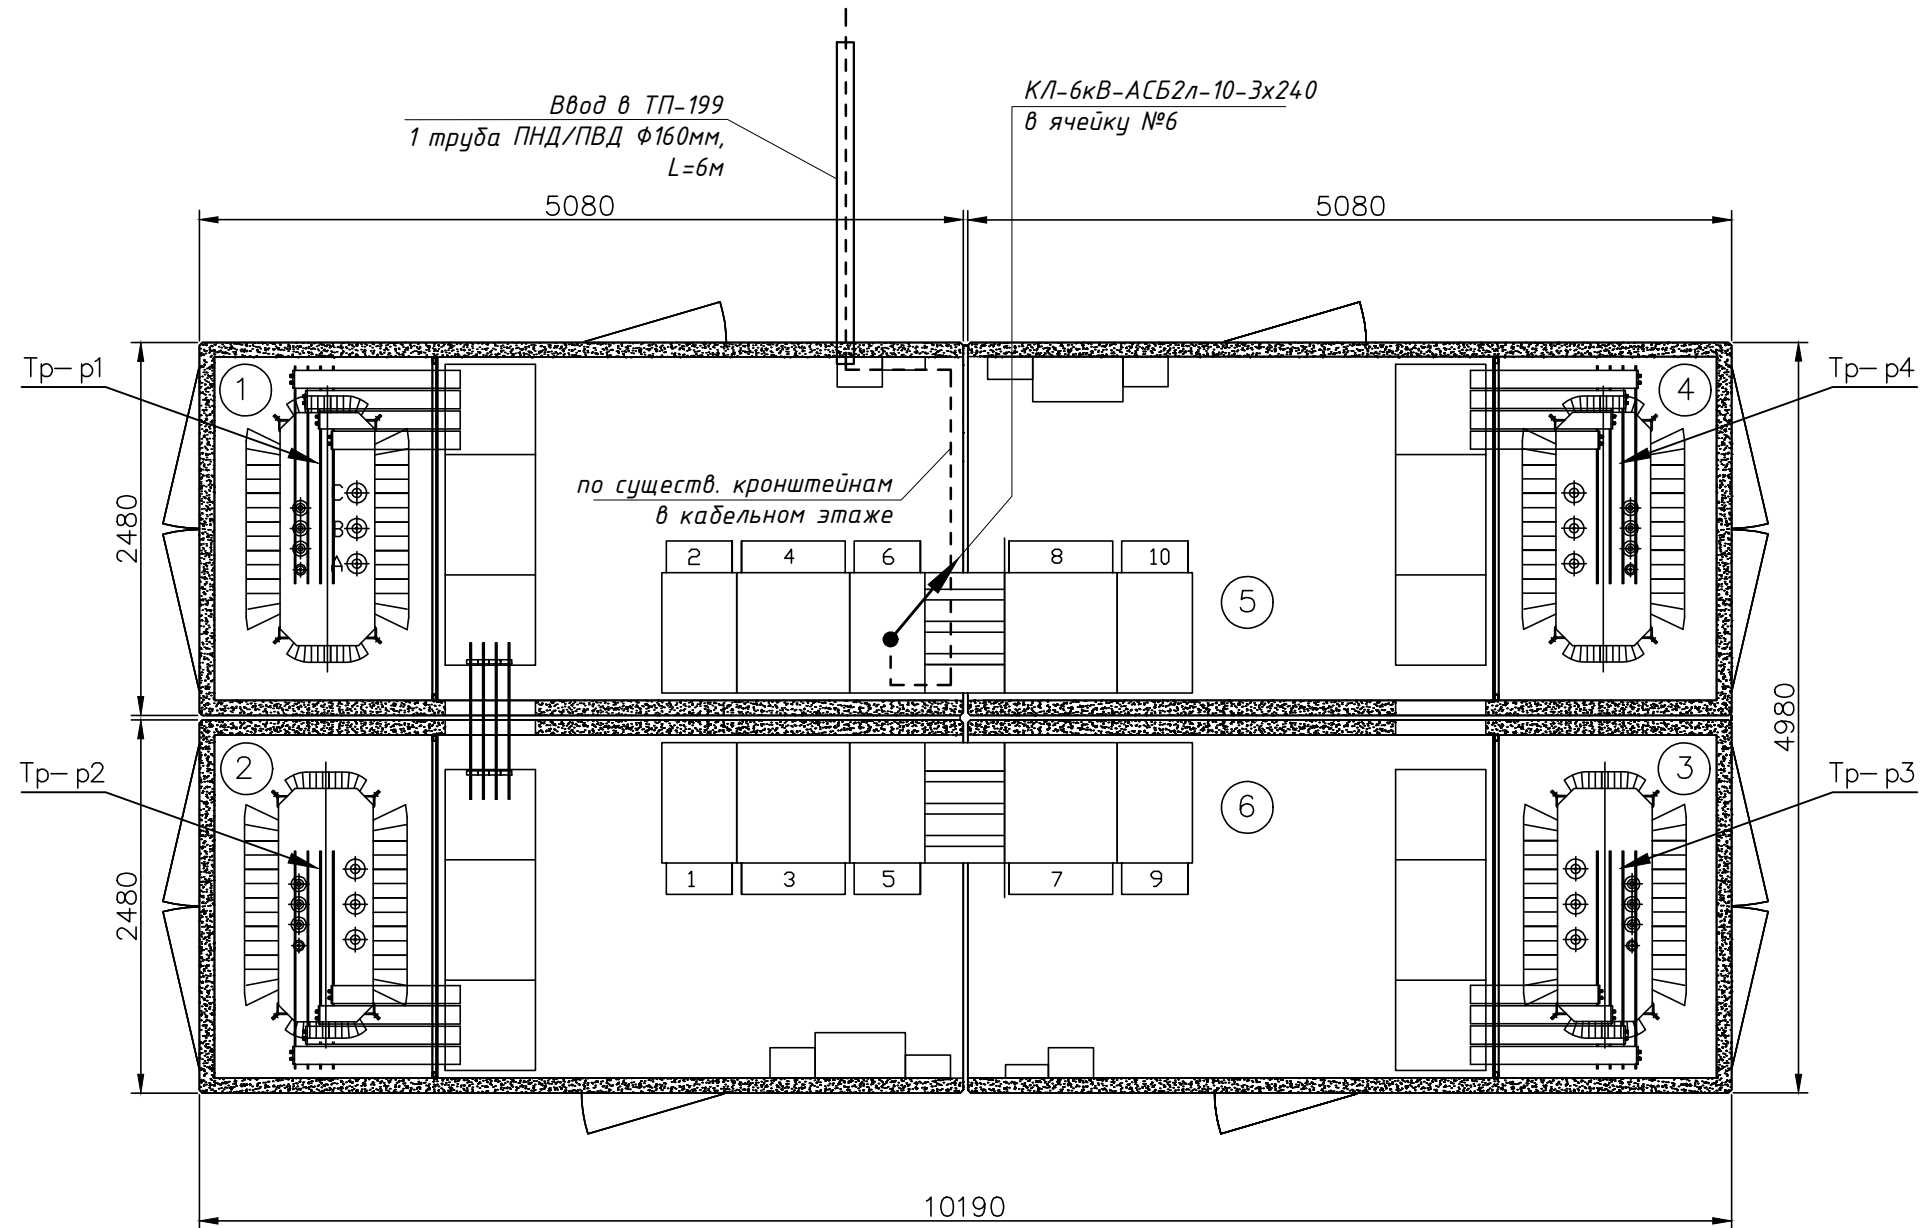 Ввод в ТП-199
1 труба ПНД/ПВД Ф160мм,
L=6м
КЛ-6кВ-АСБ2л-10-3х240
в ячейку №6
5080
5080
Тр-р1
1
4
Тр-р4
по существ. кронштейнам
в кабельном этаже
С
В
А
2480
2
4
6
8
10
5
4980
Тр-р2
2
3
Тр-р3
6
2480
1
3
5
7
9
10190